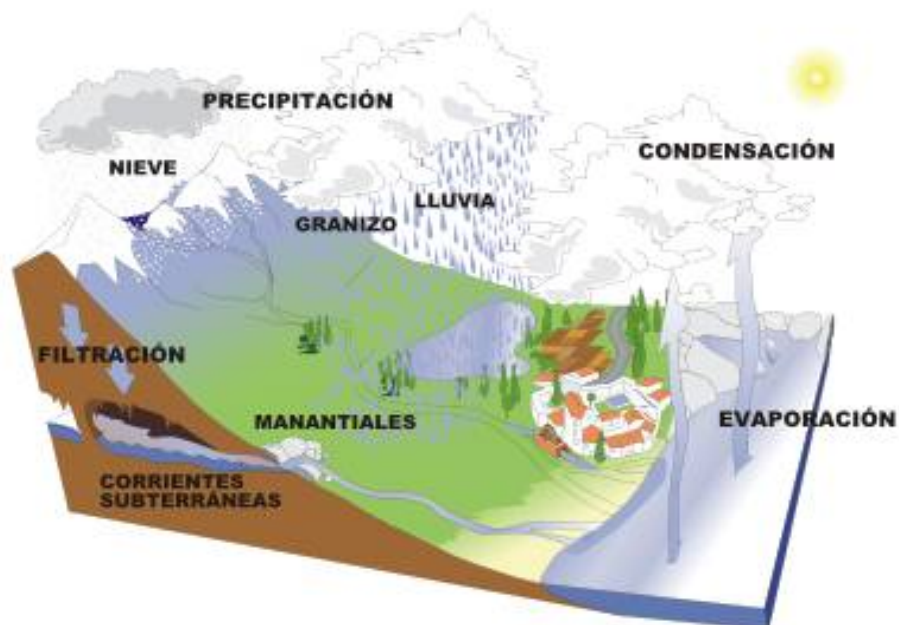 PRECIPITACIÓN
CONDENSACIÓN
NIEVE
LLUVIA
GRANIZO
FILTRACIÓN
MANANTIALES
EVAPORACIÓN
CORRIENTES
SUBTERRÁNEAS